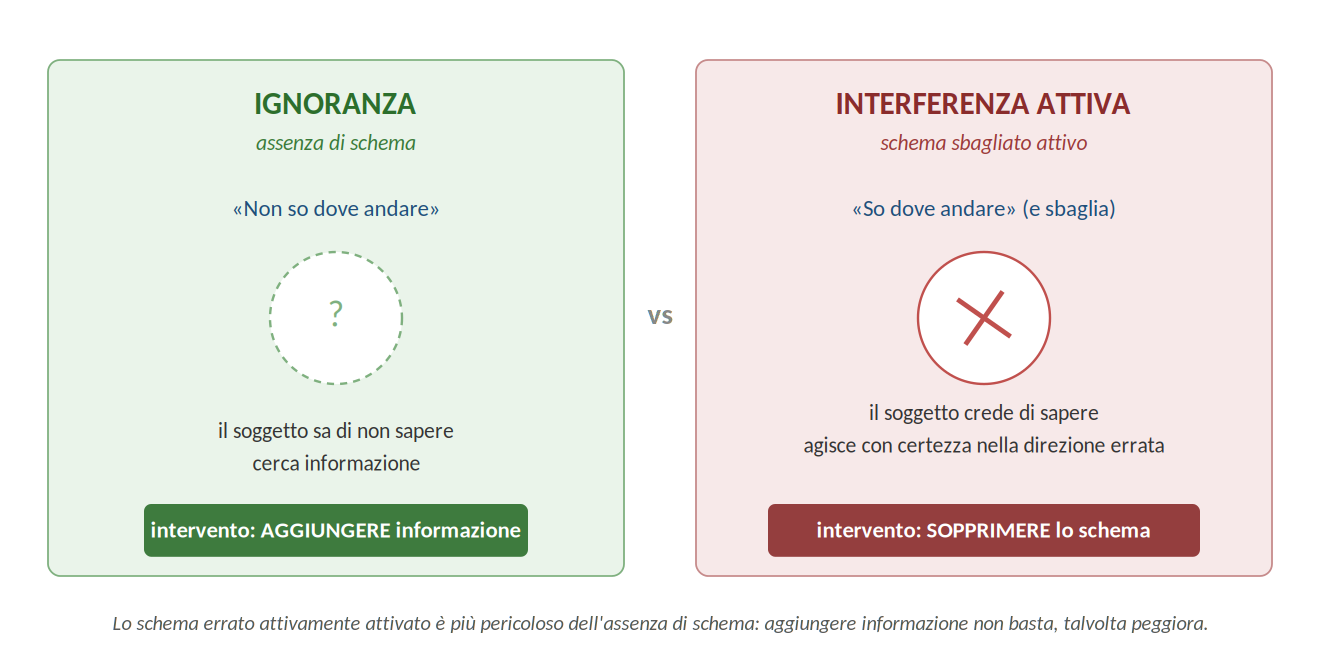 IGNORANZA
assenza di schema
«Non so dove andare»
?
il soggetto sa di non sapere
cerca informazione
intervento: AGGIUNGERE informazione
vs
INTERFERENZA ATTIVA
schema sbagliato attivo
«So dove andare» (e sbaglia)
il soggetto crede di sapere
agisce con certezza nella direzione errata
intervento: SOPPRIMERE lo schema
Lo schema errato attivamente attivato è più pericoloso dell'assenza di schema: aggiungere informazione non basta, talvolta peggiora.